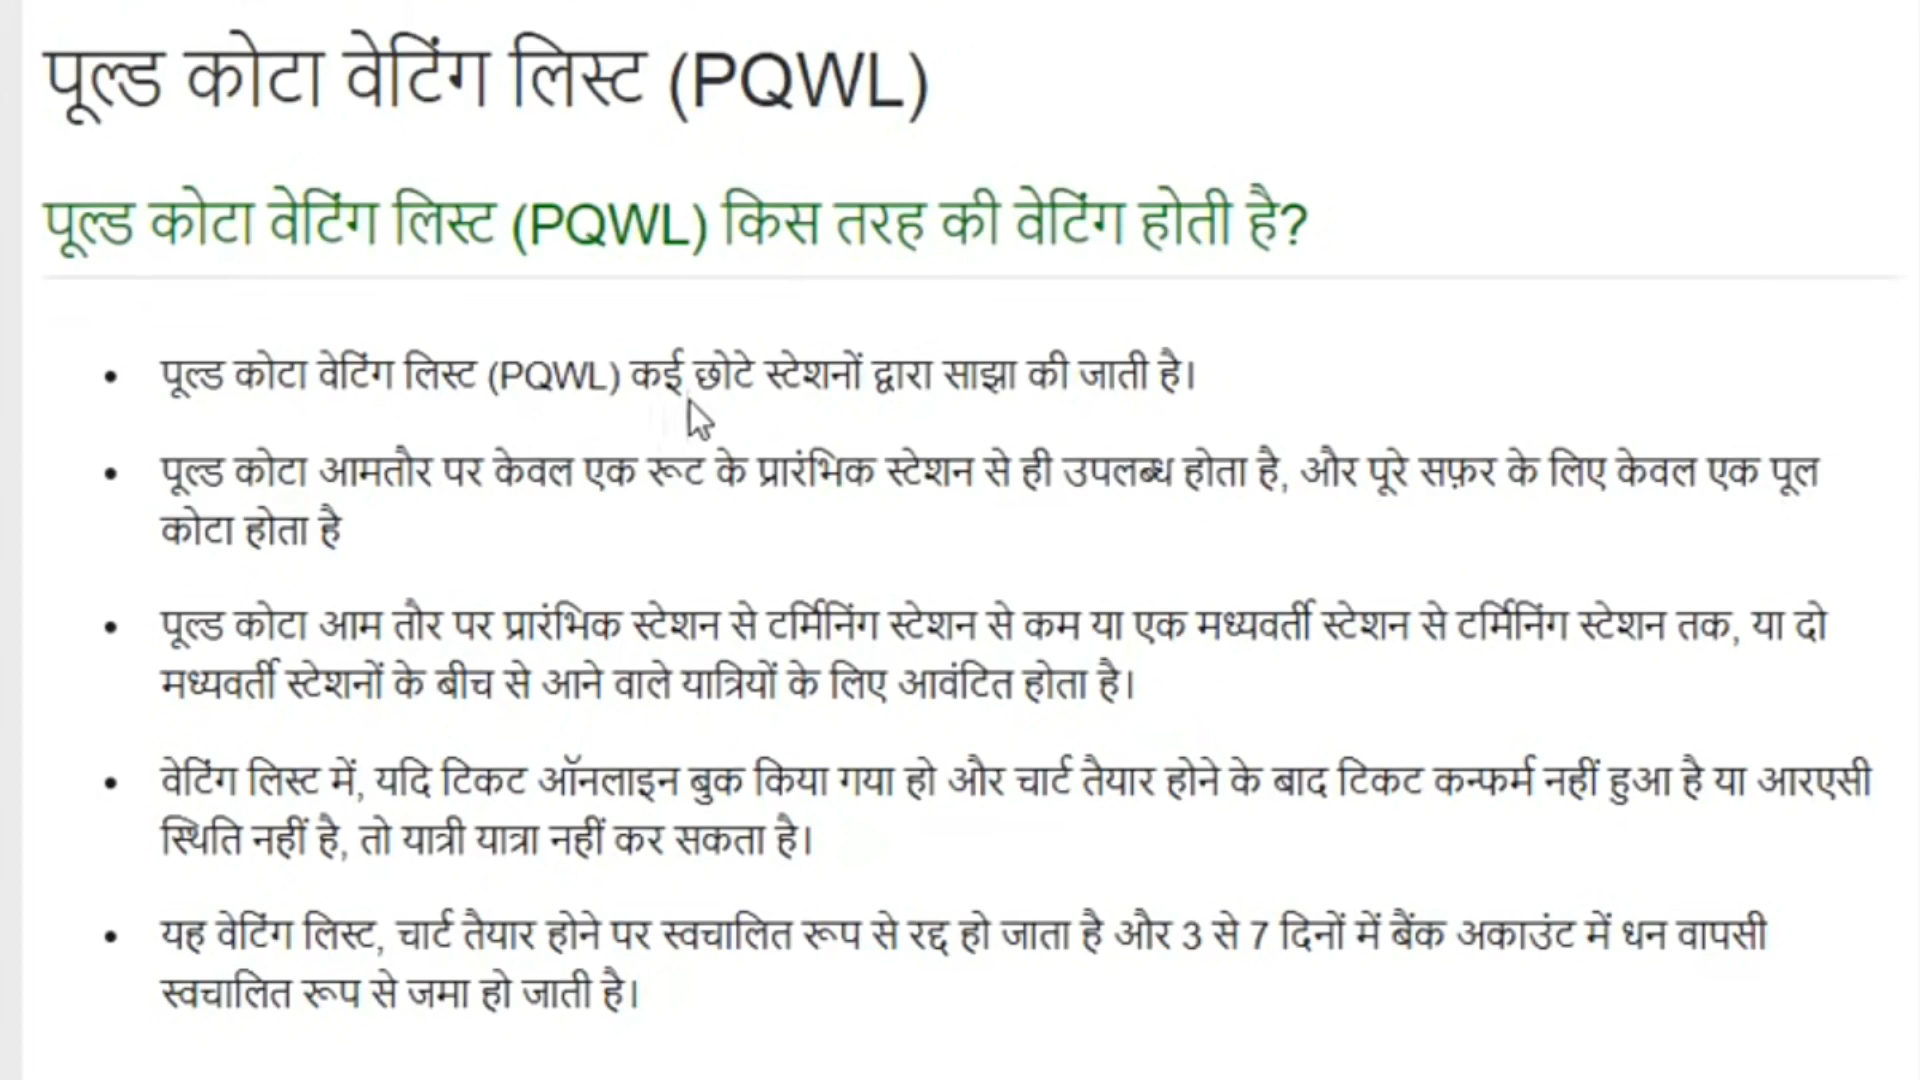 पूल्ड कोटा वेटिंग लिस्ट (PQWL)
पूल्ड कोटा वेटिंग लिस्ट (PQWL) किस तरह की वेटिंग होती है?
• पूल्ड कोटा वेटिंग लिस्ट (PQWL) कई छोटे स्टेशनों द्वारा साझा की जाती है।
• पूल्ड कोटा आमतौर पर केवल एक रूट के प्रारंभिक स्टेशन से ही उपलब्ध होता है, और पूरे सफ़र के लिए केवल एक पूल
कोटा होता है
• पूल्ड कोटा आम तौर पर प्रारंभिक स्टेशन से टर्मिनिंग स्टेशन से कम या एक मध्यवर्ती स्टेशन से टर्मिनिंग स्टेशन तक, या दो
मध्यवर्ती स्टेशनों के बीच से आने वाले यात्रियों के लिए आवंटित होता है।
• वेटिंग लिस्ट में, यदि टिकट ऑनलाइन बुक किया गया हो और चार्ट तैयार होने के बाद टिकट कन्फर्म नहीं हुआ है या आरएसी
स्थिति नहीं है, तो यात्री यात्रा नहीं कर सकता है।
• यह वेटिंग लिस्ट, चार्ट तैयार होने पर स्वचालित रूप से रद्द हो जाता है और 3 से 7 दिनों में बैंक अकाउंट में धन वापसी
स्वचालित रूप से जमा हो जाती है।